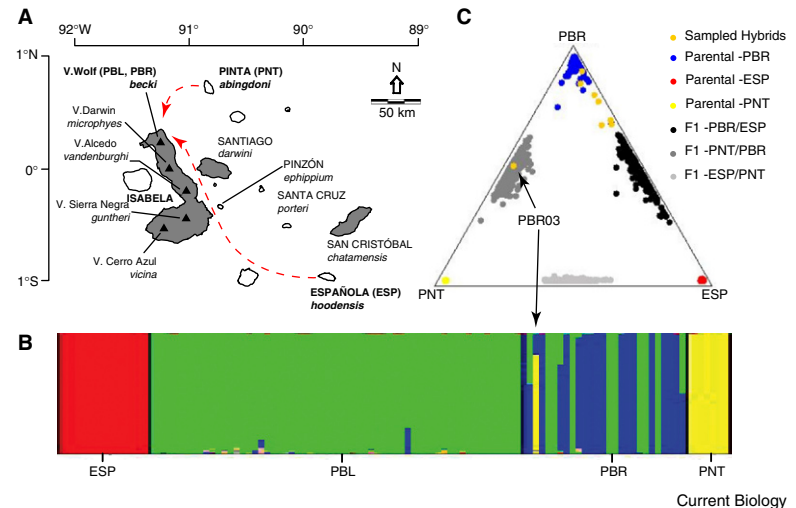 A
92°W
91°
90°
89°
1°N
0°
1°S
V.Wolf (PBL, PBR)
becki
PINTA (PNT)
abingdoni
N
50 km
V.Darwin
microphyes
V.Alcedo
vandenburghi
SANTIAGO
darwini
PINZÓN
ephippium
ISABELA
SANTA CRUZ
porteri
V. Sierra Negra
guntheri
SAN CRISTÓBAL
chatamensis
V. Cerro Azul
vicina
ESPAÑOLA (ESP)
hoodensis
C
PBR
PNT
ESP
PBR03
Sampled Hybrids
Parental -PBR
Parental -ESP
Parental -PNT
F1 -PBR/ESP
F1 -PNT/PBR
F1 -ESP/PNT
B
ESP
PBL
PBR
PNT
Current Biology